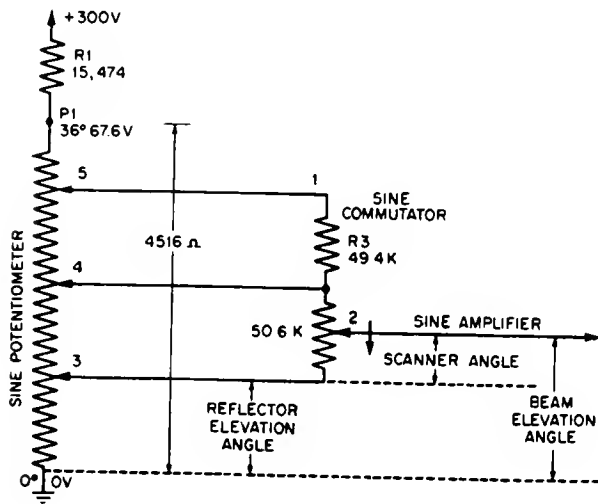 +300V
R1
15,474
P1
36° 67.6V
5
1
SINE
COMMUTATOR
R3
49.4K
4516 Ω
4
50.6K
2
SINE AMPLIFIER
SCANNER ANGLE
3
REFLECTOR
ELEVATION
ANGLE
BEAM
ELEVATION
ANGLE
SINE POTENTIOMETER
0° 0V